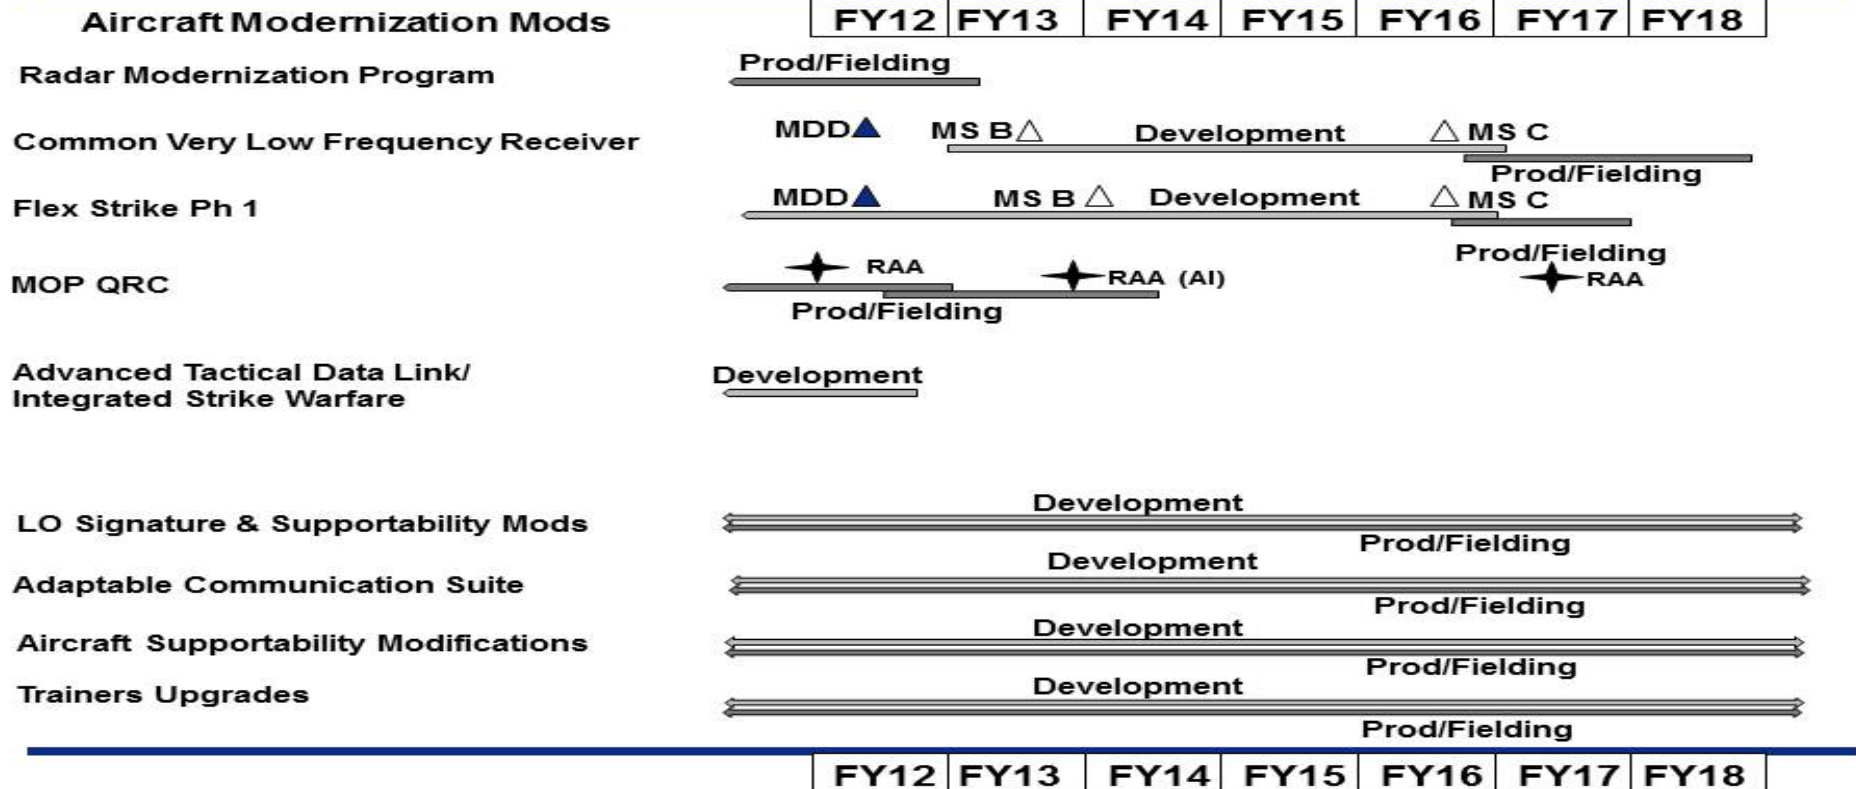 Aircraft Modernization Mods FY12 FY13 FY14 FY15 FY16 FY17 FY18
Radar Modernization Program Prod/Fielding
Common Very Low Frequency Receiver MDD MS B Development MS C
Prod/Fielding
Flex Strike Ph 1 MDD MS B Development MS C
Prod/Fielding
MOP QRC RAA RAA (AI) RAA
Prod/Fielding
Advanced Tactical Data Link/ Development
Integrated Strike Warfare
Development
LO Signature & Supportability Mods
Prod/Fielding
Development
Adaptable Communication Suite
Prod/Fielding
Development
Aircraft Supportability Modifications
Prod/Fielding
Development
Trainers Upgrades
Prod/Fielding
FY12 FY13 FY14 FY15 FY16 FY17 FY18